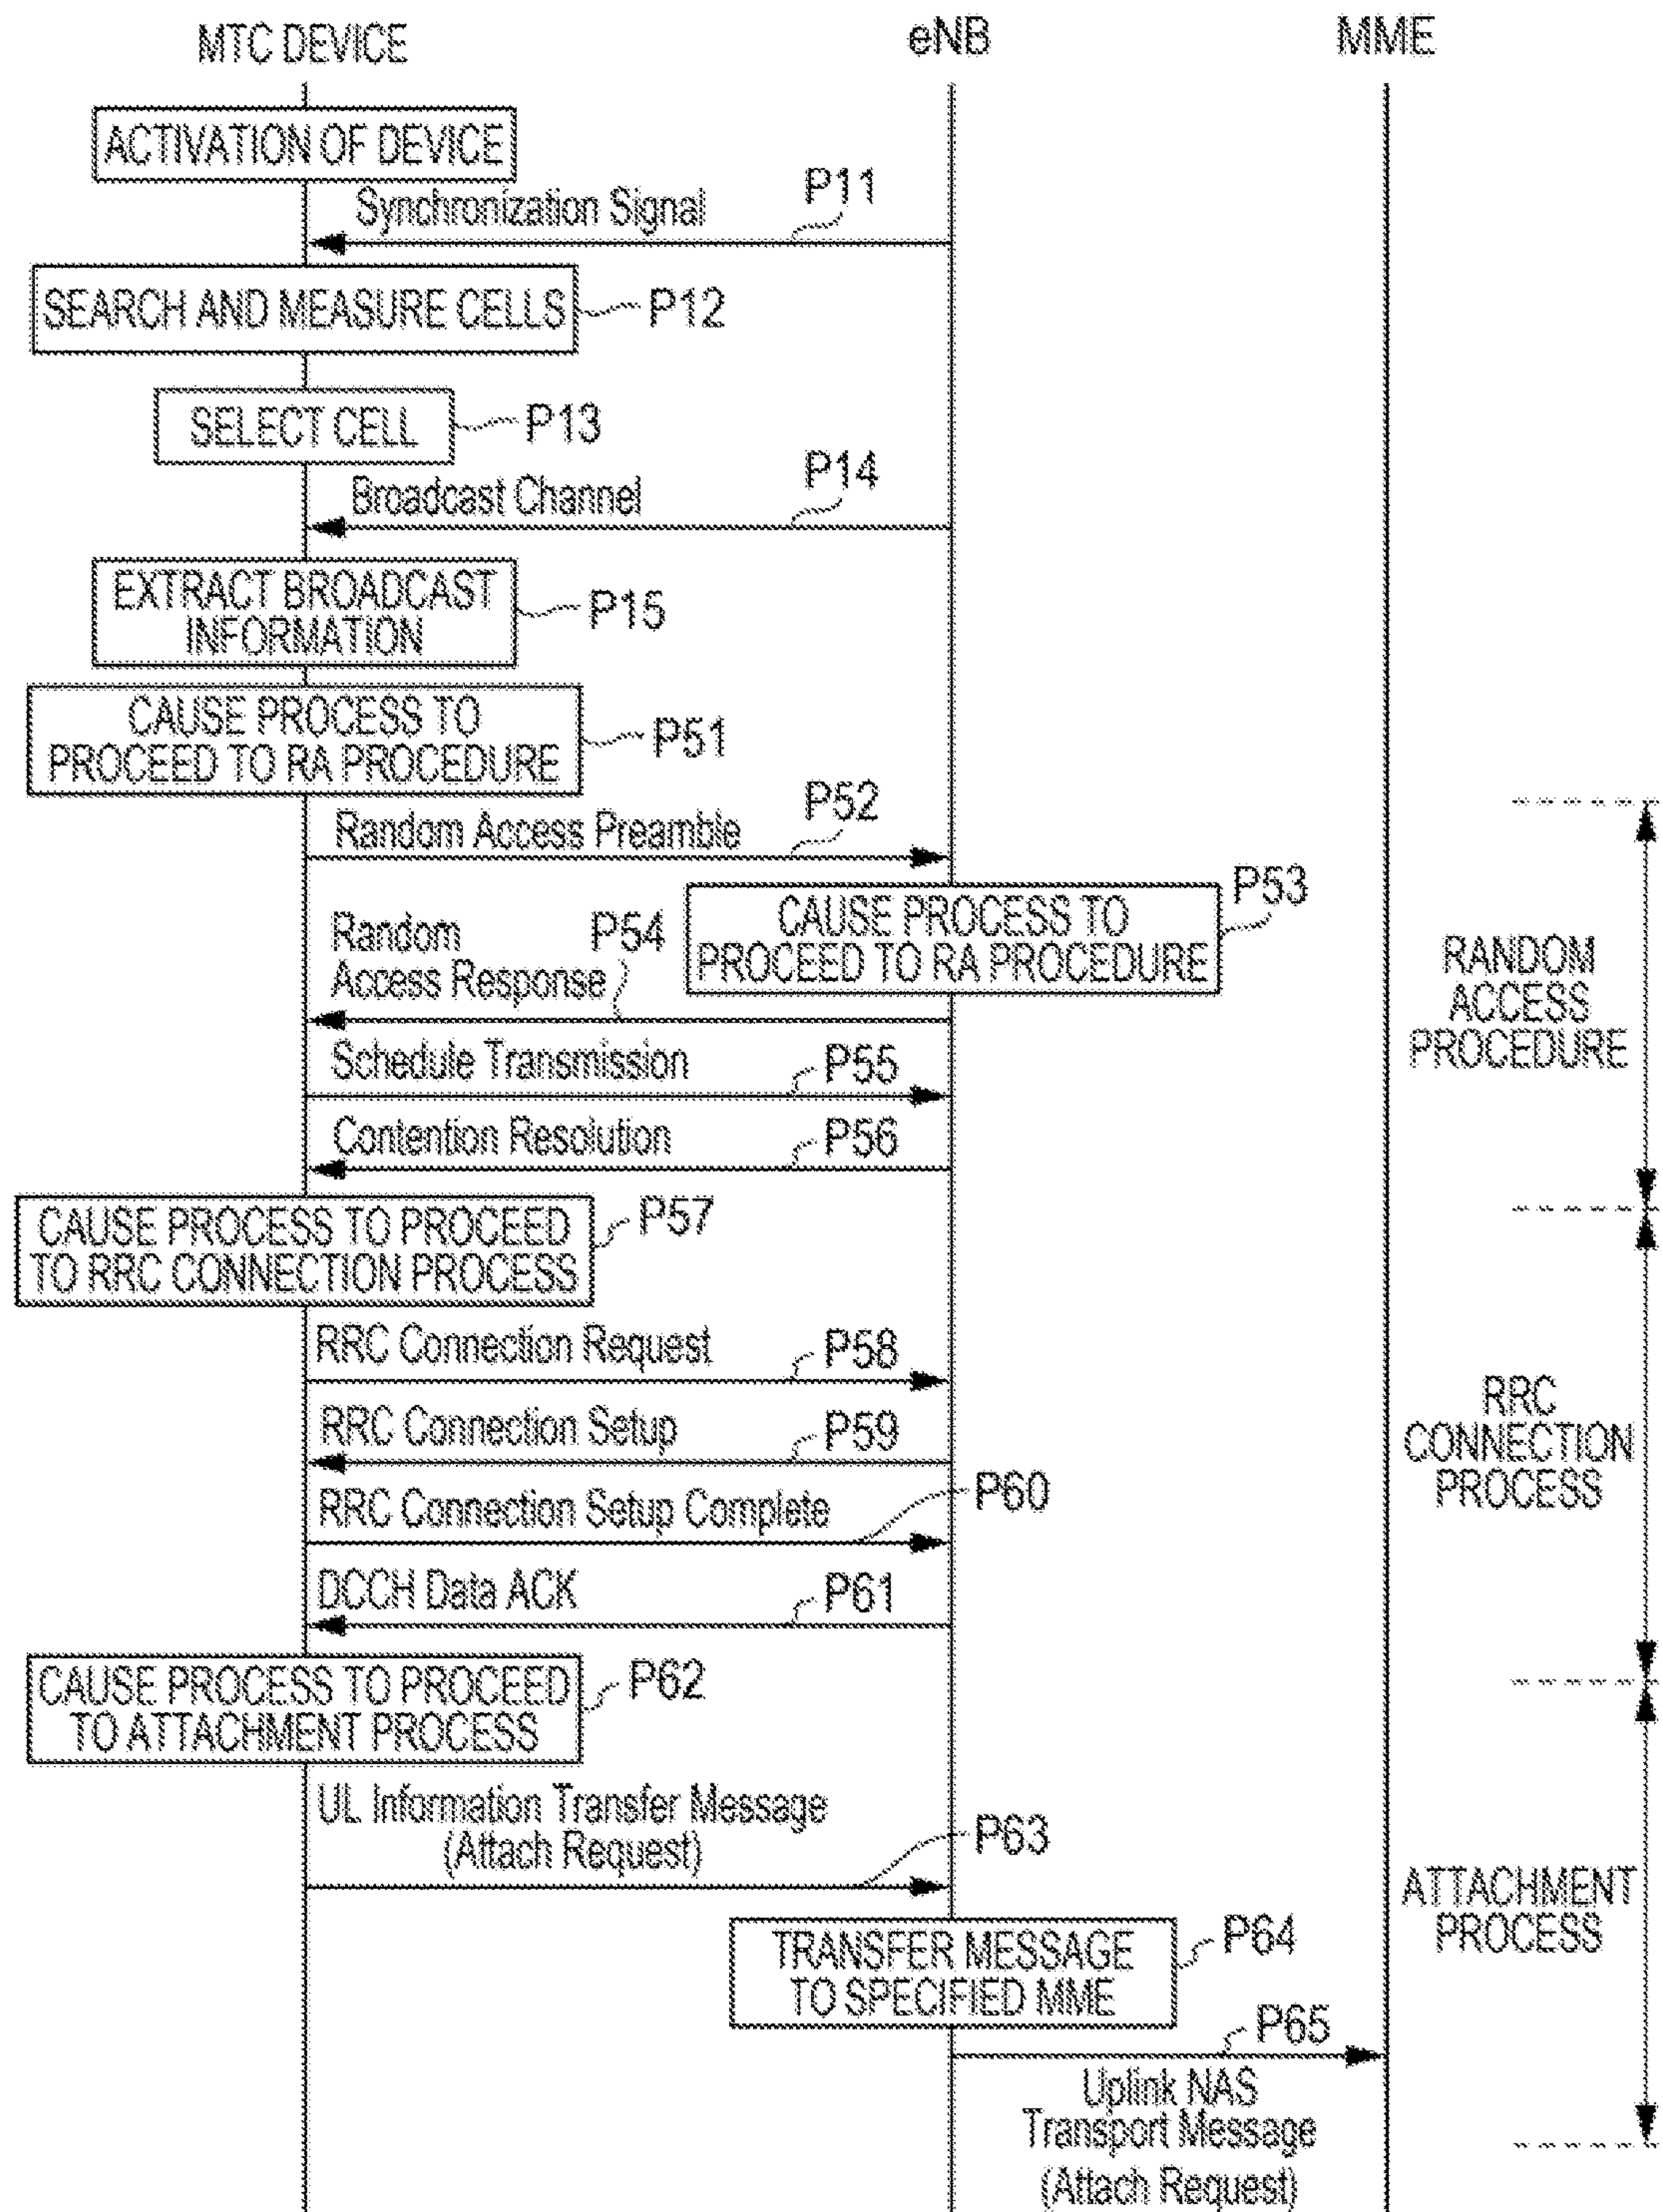 MTC DEVICE
eNB
MME
ACTIVATION OF DEVICE
P11
Synchronization Signal
SEARCH AND MEASURE CELLS
P12
SELECT CELL
P13
P14
Broadcast Channel
EXTRACT BROADCAST
INFORMATION
P15
CAUSE PROCESS TO
PROCEED TO RA PROCEDURE
P51
P52
Random Access Preamble
P53
CAUSE PROCESS TO
PROCEED TO RA PROCEDURE
Random
Access Response
P54
RANDOM
ACCESS
PROCEDURE
Schedule Transmission
P55
Contention Resolution
P56
CAUSE PROCESS TO PROCEED
TO RRC CONNECTION PROCESS
P57
RRC Connection Request
P58
RRC Connection Setup
P59
RRC
CONNECTION
PROCESS
RRC Connection Setup Complete
P60
DCCH Data ACK
P61
CAUSE PROCESS TO PROCEED
TO ATTACHMENT PROCESS
P62
UL Information Transfer Message
(Attach Request)
P63
ATTACHMENT
PROCESS
TRANSFER MESSAGE
TO SPECIFIED MME
P64
P65
Uplink NAS
Transport Message
(Attach Request)